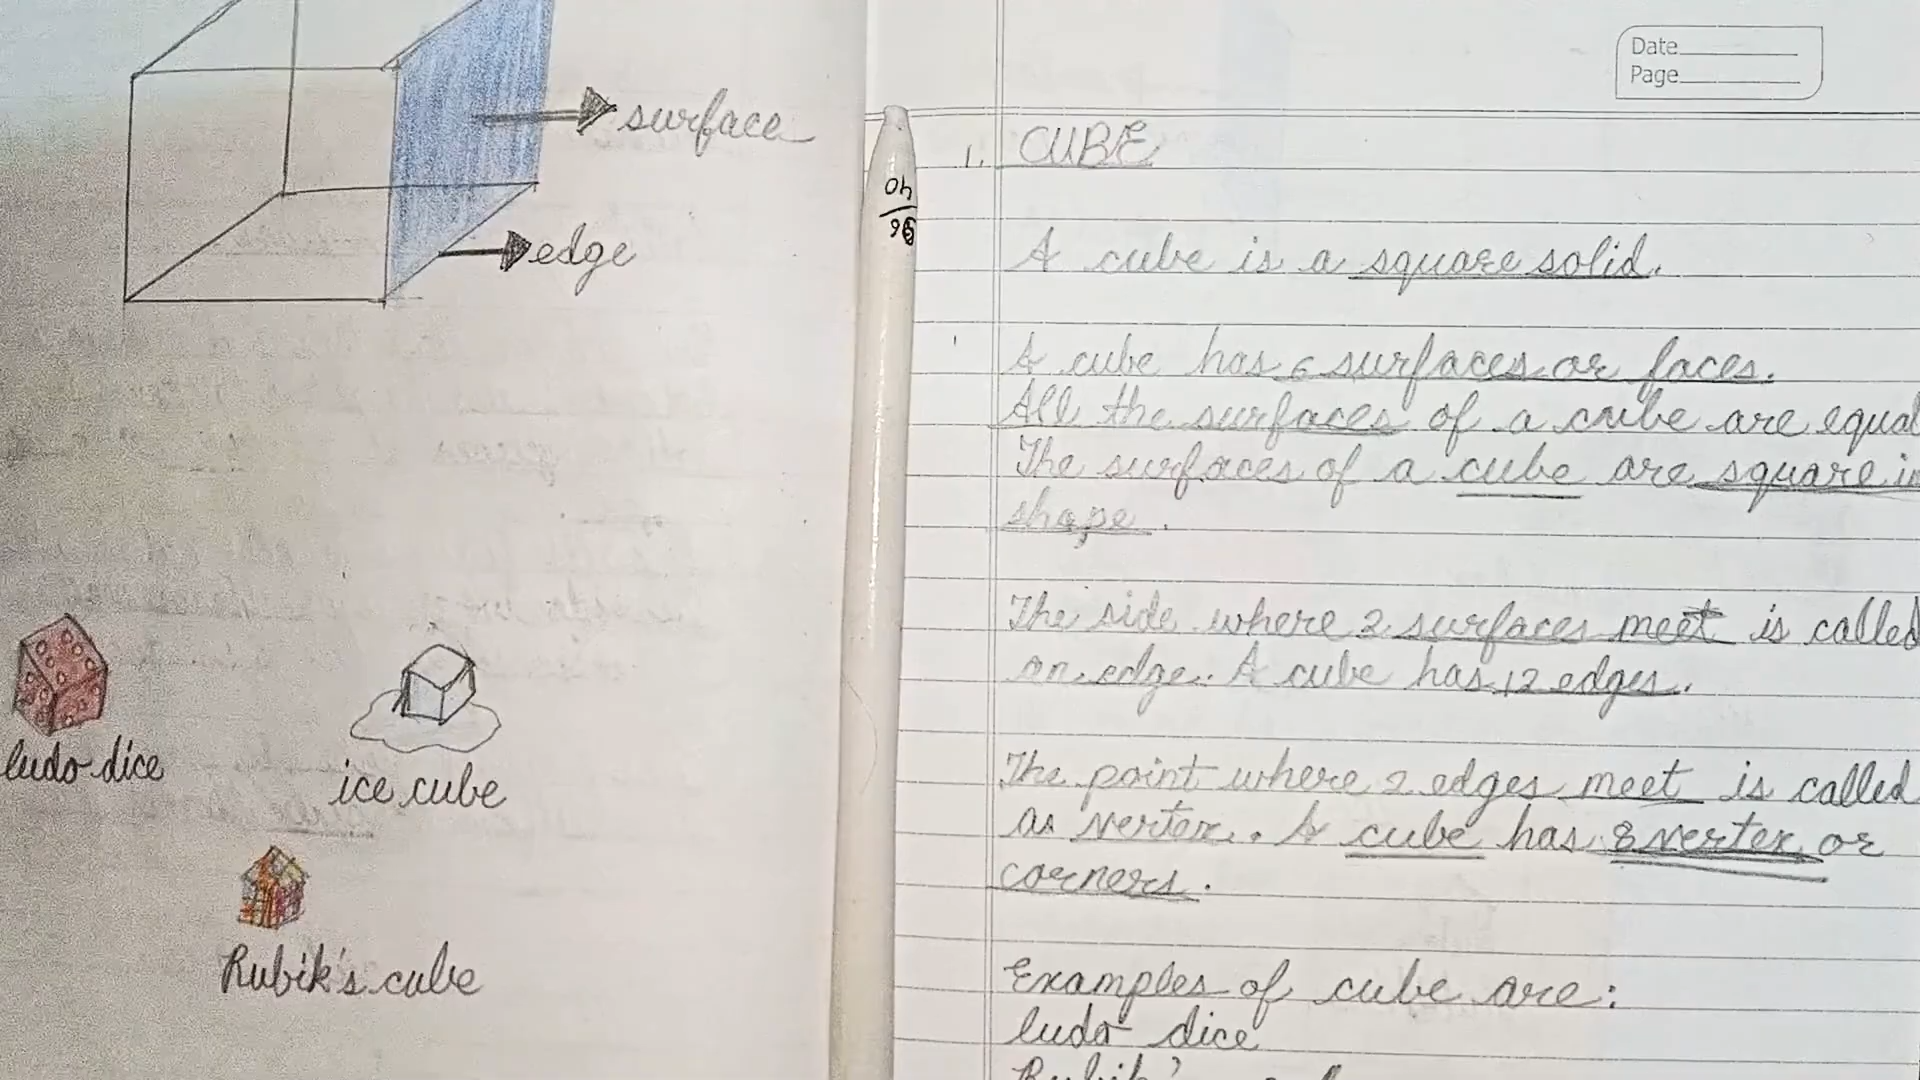 surface
edge
ludo dice
ice cube
Rubik's cube
Date
Page
1. CUBE
A cube is a square solid.
A cube has 6 surfaces or faces.
All the surfaces of a cube are equal
The surfaces of a cube are square in
shape.
The side where 2 surfaces meet is called
an edge. A cube has 12 edges.
The point where 2 edges meet is called
as vertex. A cube has 8 vertex or
corners.
Examples of cube are:
ludo dice